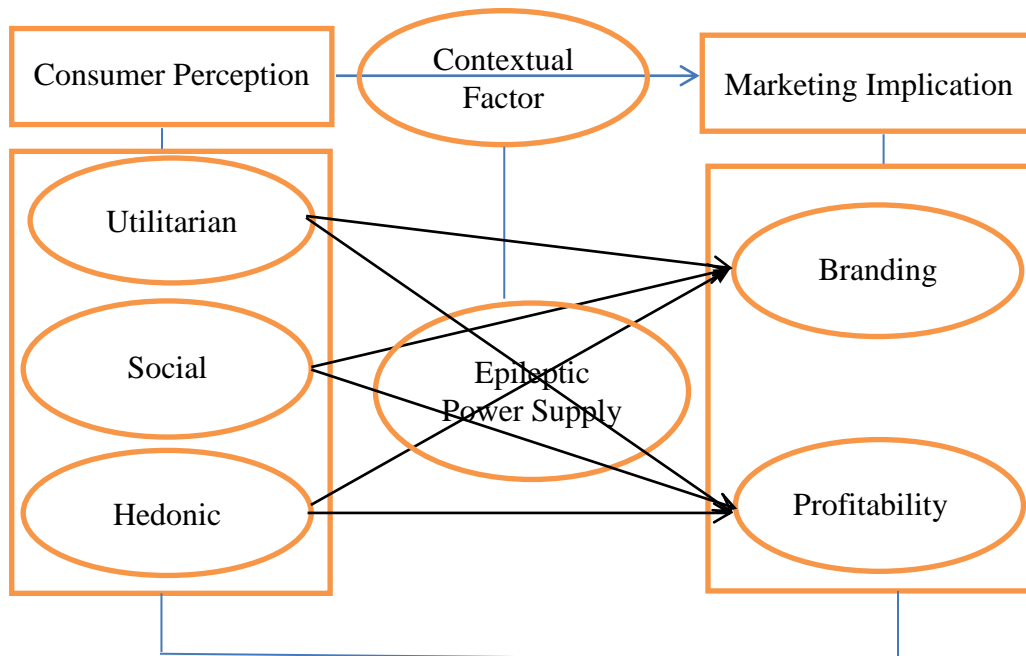 Consumer Perception
Contextual
Factor
Marketing Implication
Utilitarian
Social
Hedonic
Epileptic
Power Supply
Branding
Profitability